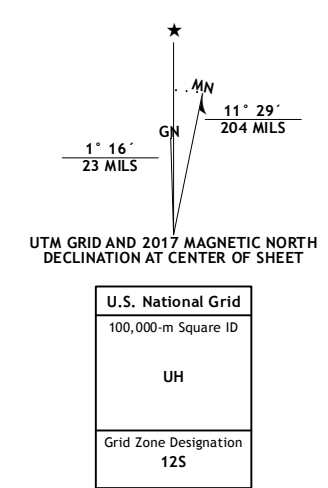 ★
MN
11° 29´
204 MILS
GN
1° 16´
23 MILS
UTM GRID AND 2017 MAGNETIC NORTH
DECLINATION AT CENTER OF SHEET
U.S. National Grid
100,000-m Square ID
UH
Grid Zone Designation
12S